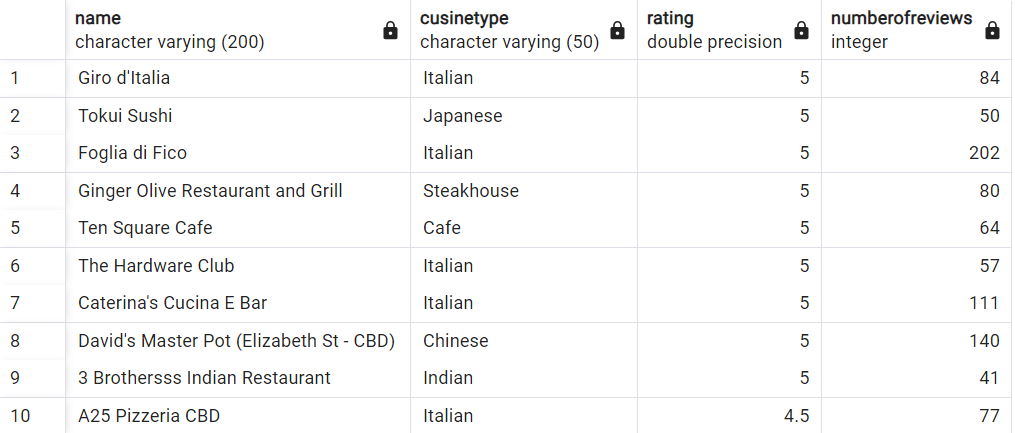 name cusinetype rating numberofreviews
character varying (200) character varying (50) double precision integer
1 Giro d'Italia Italian 5 84
2 Tokui Sushi Japanese 5 50
3 Foglia di Fico Italian 5 202
4 Ginger Olive Restaurant and Grill Steakhouse 5 80
5 Ten Square Cafe Cafe 5 64
6 The Hardware Club Italian 5 57
7 Caterina's Cucina E Bar Italian 5 111
8 David's Master Pot (Elizabeth St - CBD) Chinese 5 140
9 3 Brothersss Indian Restaurant Indian 5 41
10 A25 Pizzeria CBD Italian 4.5 77